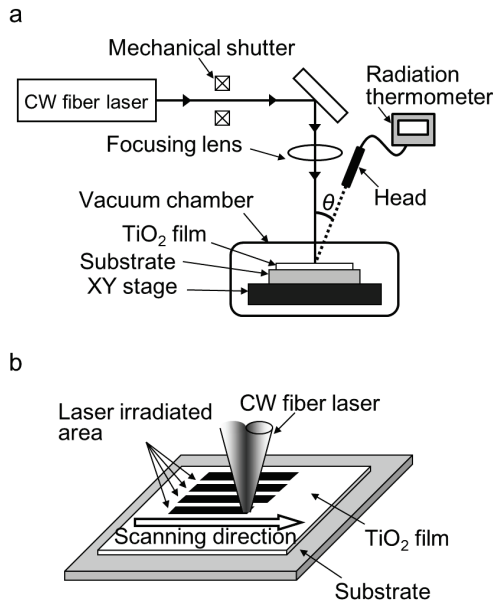 a
Mechanical shutter
CW fiber laser
Radiation
thermometer
Focusing lens
Head
θ
Vacuum chamber
TiO2 film
Substrate
XY stage
b
Laser irradiated
area
CW fiber laser
Scanning direction
TiO2 film
Substrate